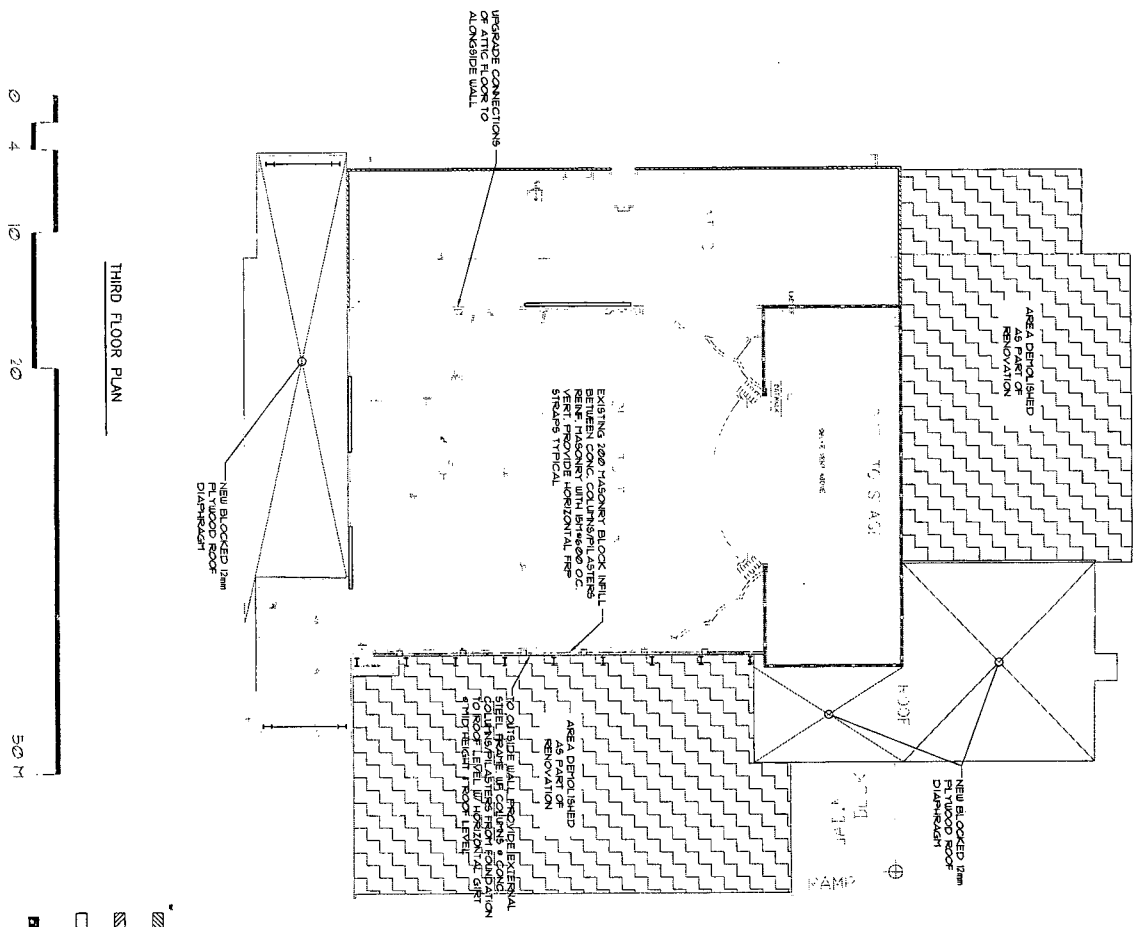 UPGRADE CONNECTIONS
OF ATTIC FLOOR TO
ALONGSIDE WALL
AREA DEMOLISHED
AS PART OF
RENOVATION
EXISTING 200 MASONRY BLOCK INFILL
BETWEEN CONC. COLUMNS/PILASTERS
REINF. MASONRY WITH 15M@600 O.C.
VERT. PROVIDE HORIZONTAL FRP
STRAPS TYPICAL
TO STAGE
NEW BLOCKED 12mm
PLYWOOD ROOF
DIAPHRAGM
TO OUTSIDE WALL PROVIDE EXTERNAL
STEEL FRAME. WF COLUMNS @ CONC.
COLUMNS/PILASTERS FROM FOUNDATION
TO ROOF LEVEL W/ HORIZONTAL GIRT
@ MID HEIGHT & ROOF LEVEL
AREA DEMOLISHED
AS PART OF
RENOVATION
ROOF
NEW BLOCKED 12mm
PLYWOOD ROOF
DIAPHRAGM
RAMP
THIRD FLOOR PLAN
0 4 10 20 50 M